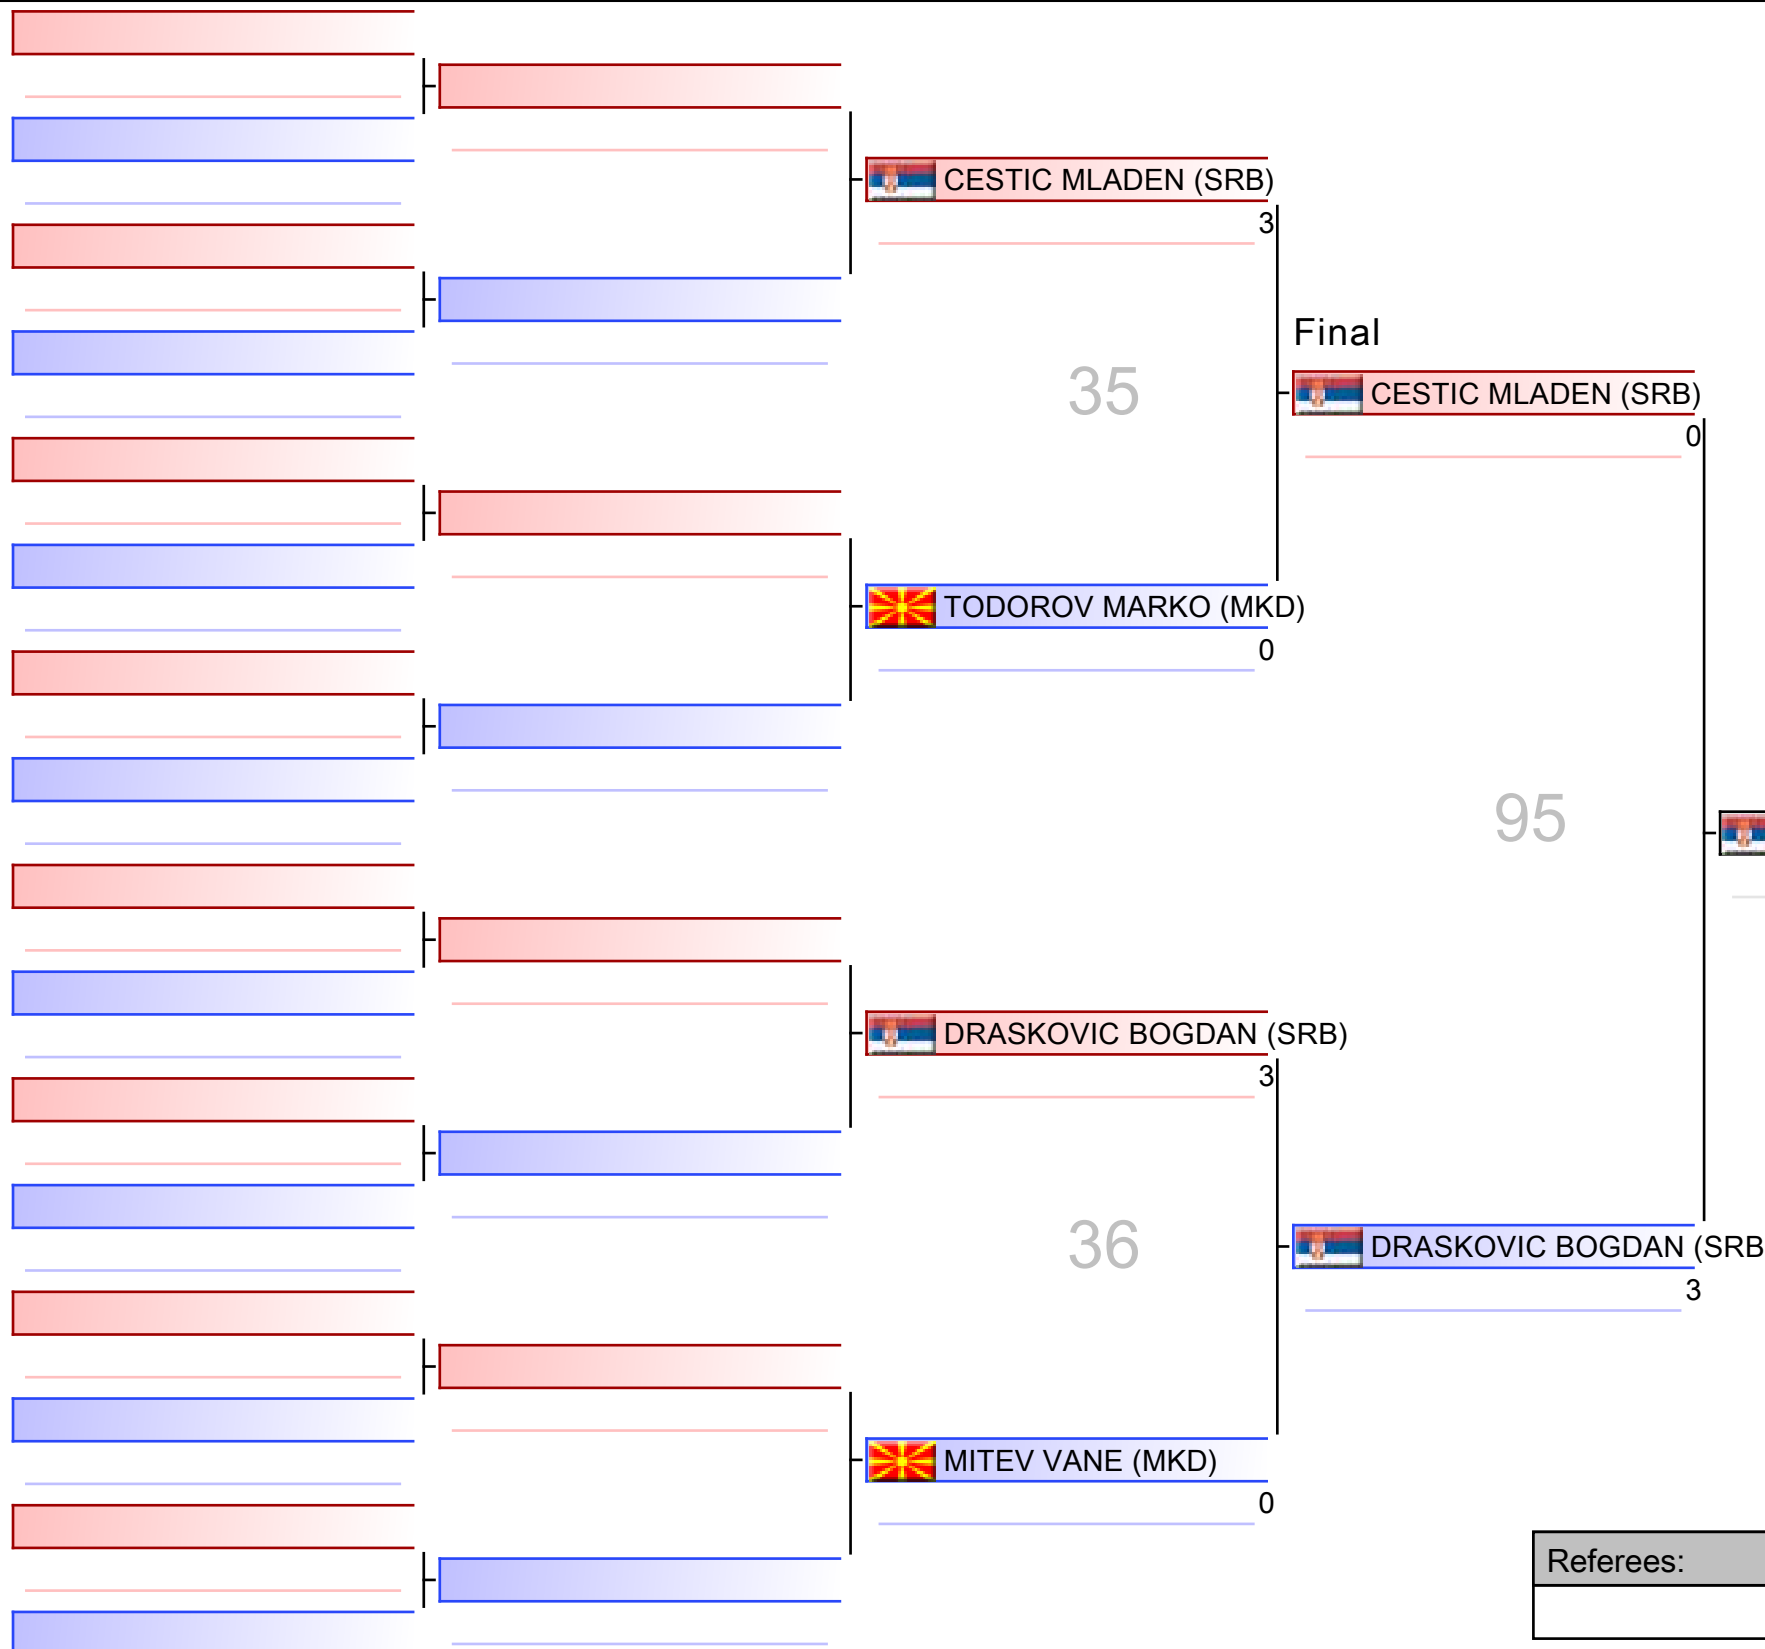 CESTIC MLADEN (SRB)
3
35
Final
CESTIC MLADEN (SRB)
0
TODOROV MARKO (MKD)
0
95
DRASKOVIC BOGDAN (SRB)
3
36
DRASKOVIC BOGDAN (SRB
3
MITEV VANE (MKD)
0
Referees: